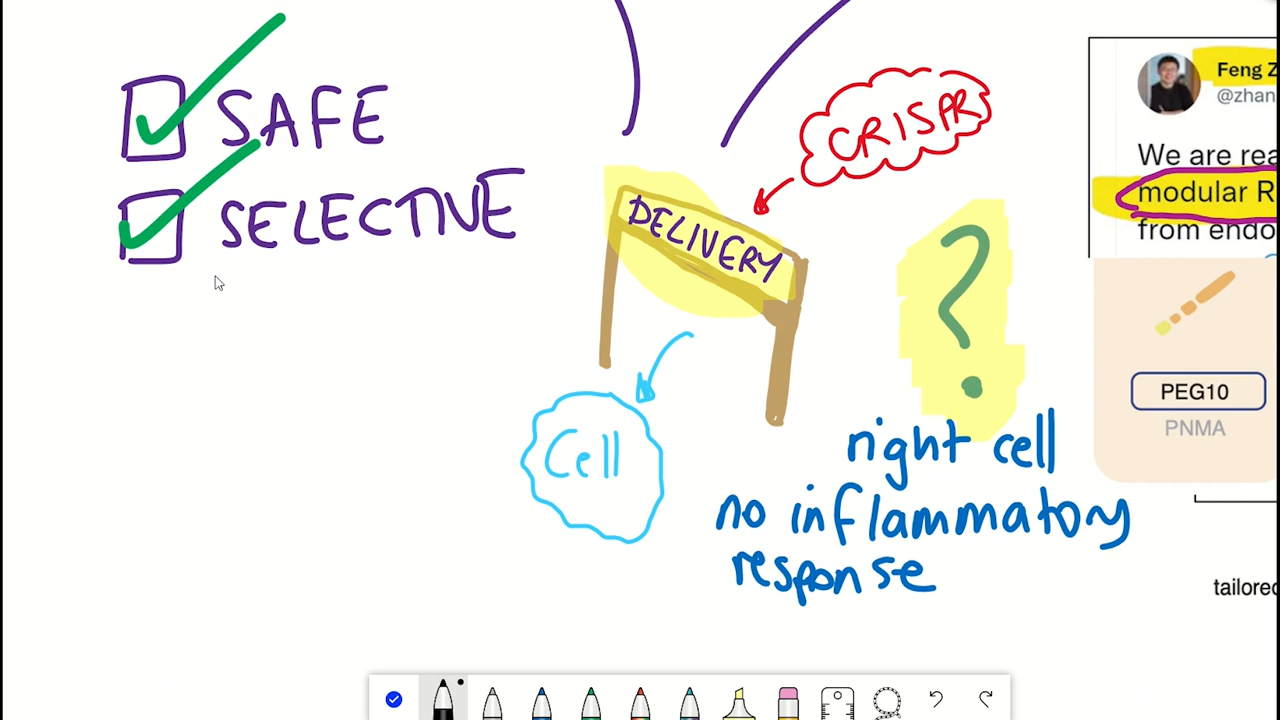 SAFE
SELECTIVE
CRISPR
DELIVERY
?
Cell
right cell
no inflammatory
response
Feng Z
@zhan
We are rea
modular R
from endo
PEG10
PNMA
tailored